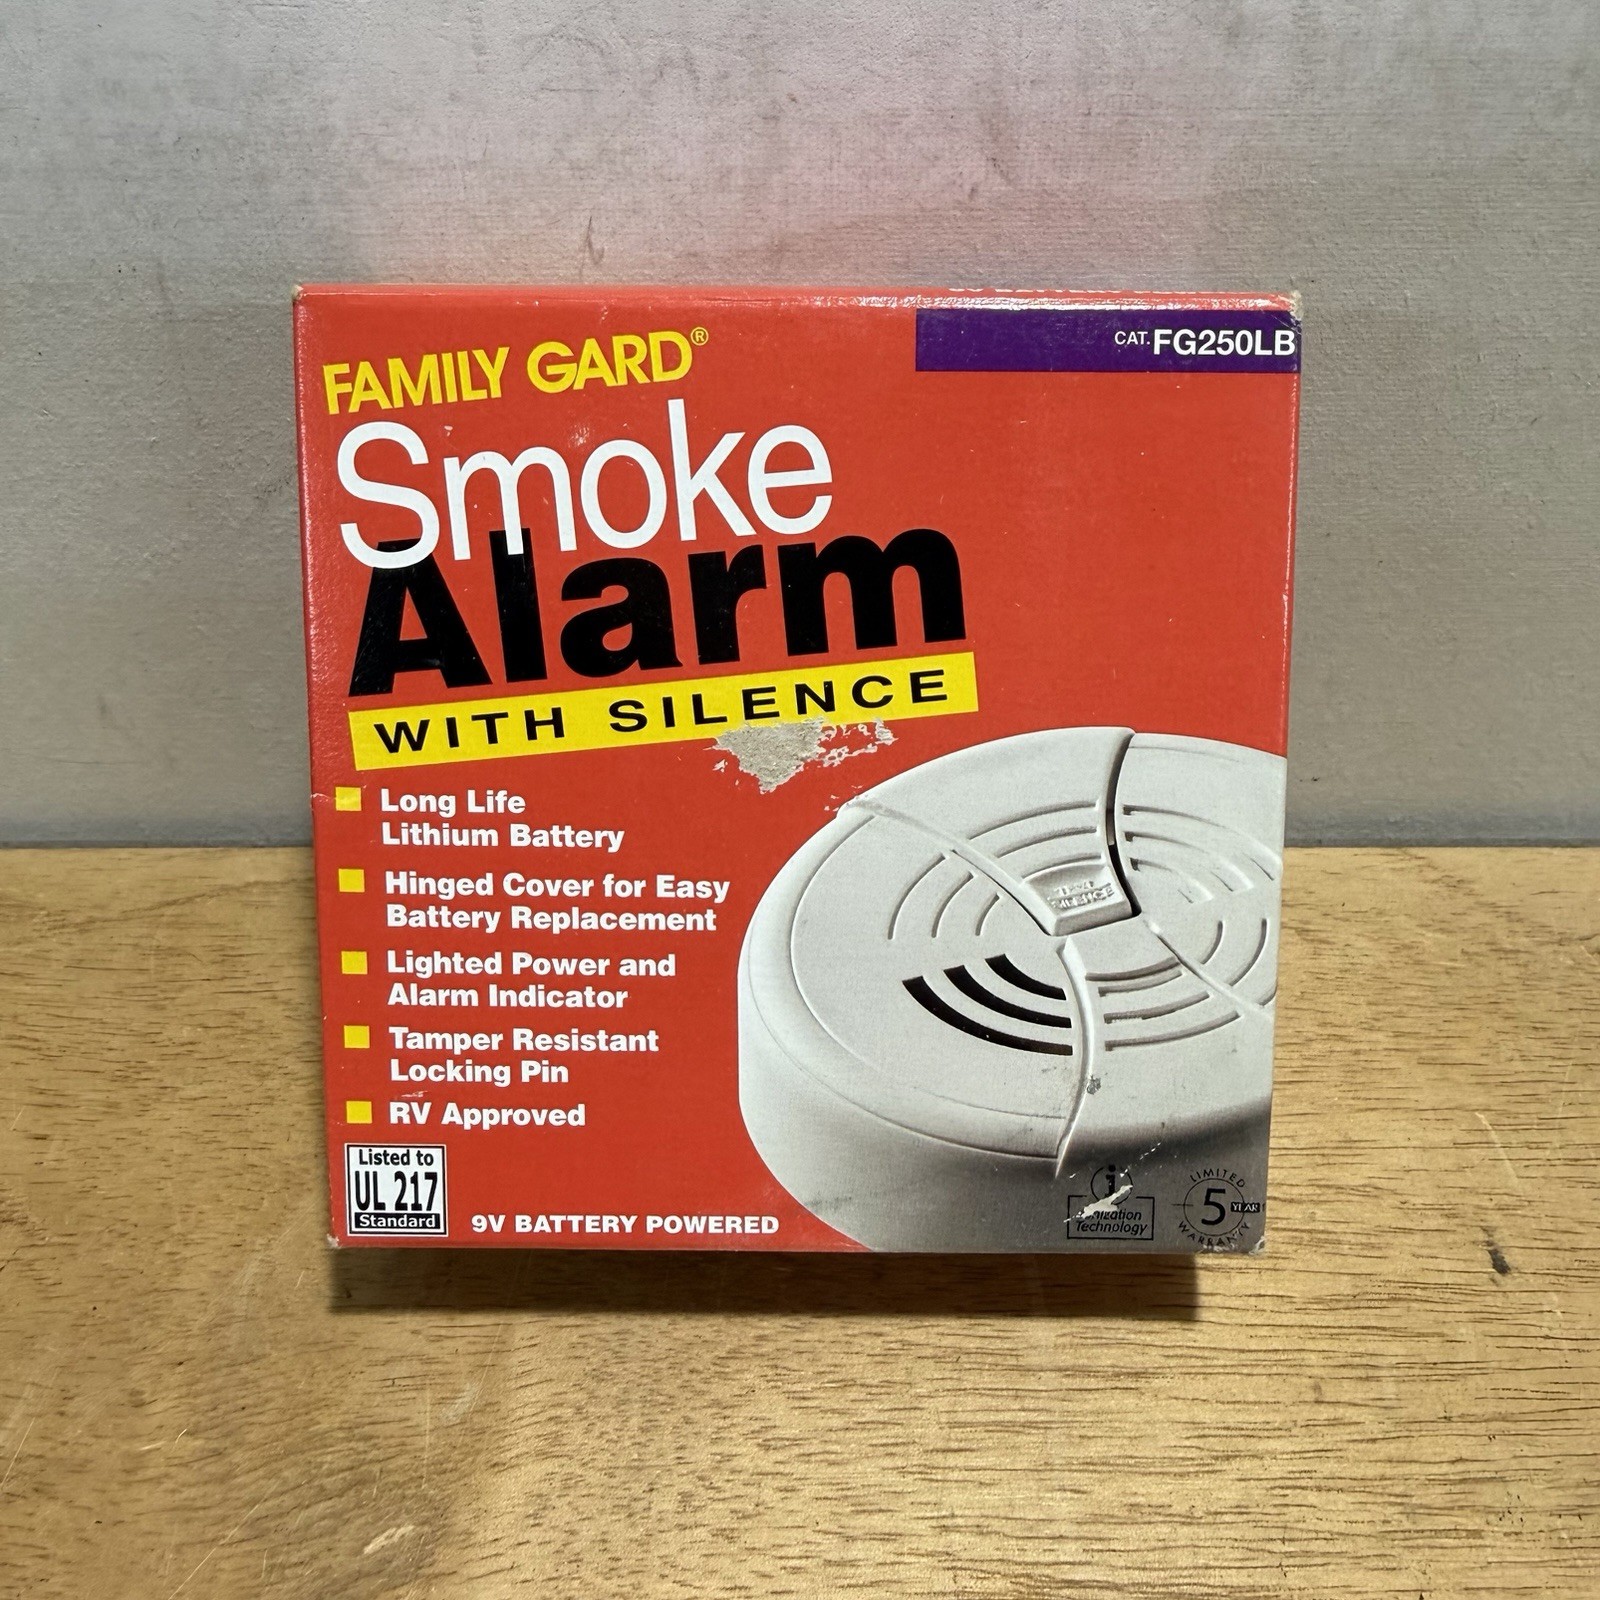 CAT. FG250LB
FAMILY GARD®
Smoke
Alarm
WITH SILENCE
Long Life
Lithium Battery
Hinged Cover for Easy
Battery Replacement
Lighted Power and
Alarm Indicator
Tamper Resistant
Locking Pin
RV Approved
Listed to
UL 217
Standard
9V BATTERY POWERED
SILENCE
i
Technology
LIMITED
5 YEAR
WARRANTY